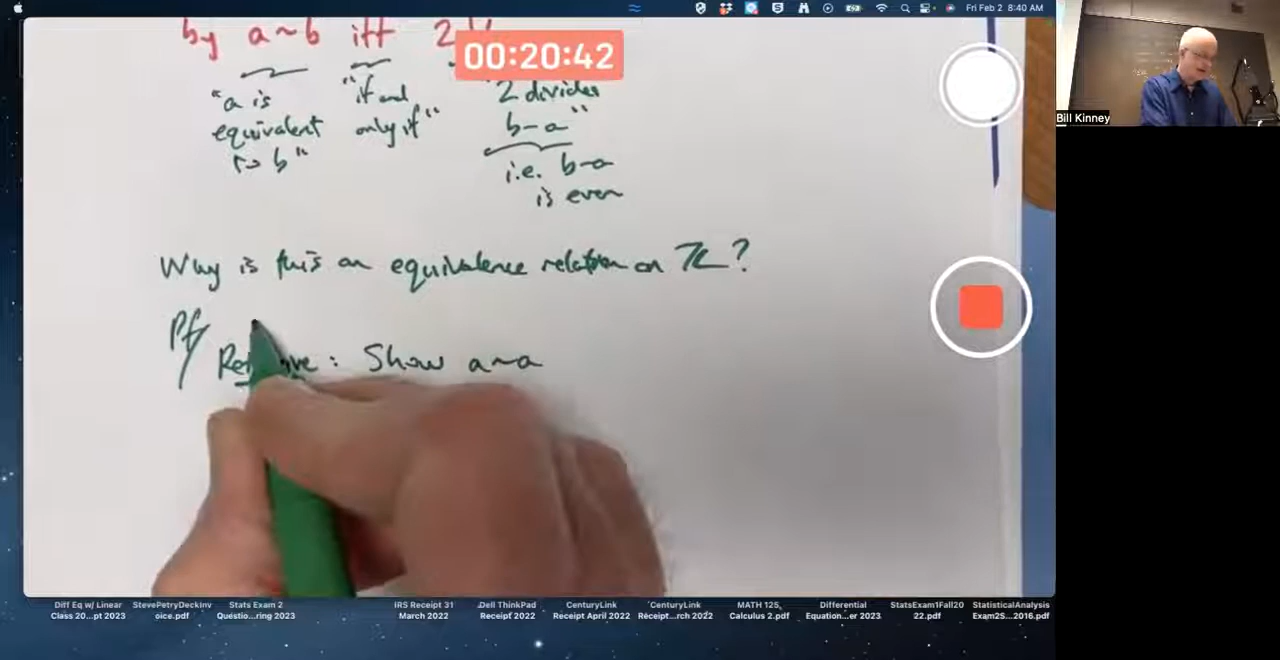 Fri Feb 2 8:40 AM
by a ~ b iff 2
00:20:42
"a is "if and "2 divides
equivalent only if" b-a"
to b" i.e. b-a
is even
Bill Kinney
Why is this an equivalence relation on ℤ?
Pf/
: Show a~a
Diff Eq w/ Linear StevePetryDeckInv Stats Exam 2 IRS Receipt 31 Dell ThinkPad CenturyLink CenturyLink MATH 125, Differential StatsExam1Fall20 StatisticalAnalysis
Class 20...pt 2023 oice.pdf Questio...ring 2023 March 2022 Receipt 2022 Receipt April 2022 Receipt...rch 2022 Calculus 2.pdf Equation...er 2023 22.pdf Exam2S...2016.pdf